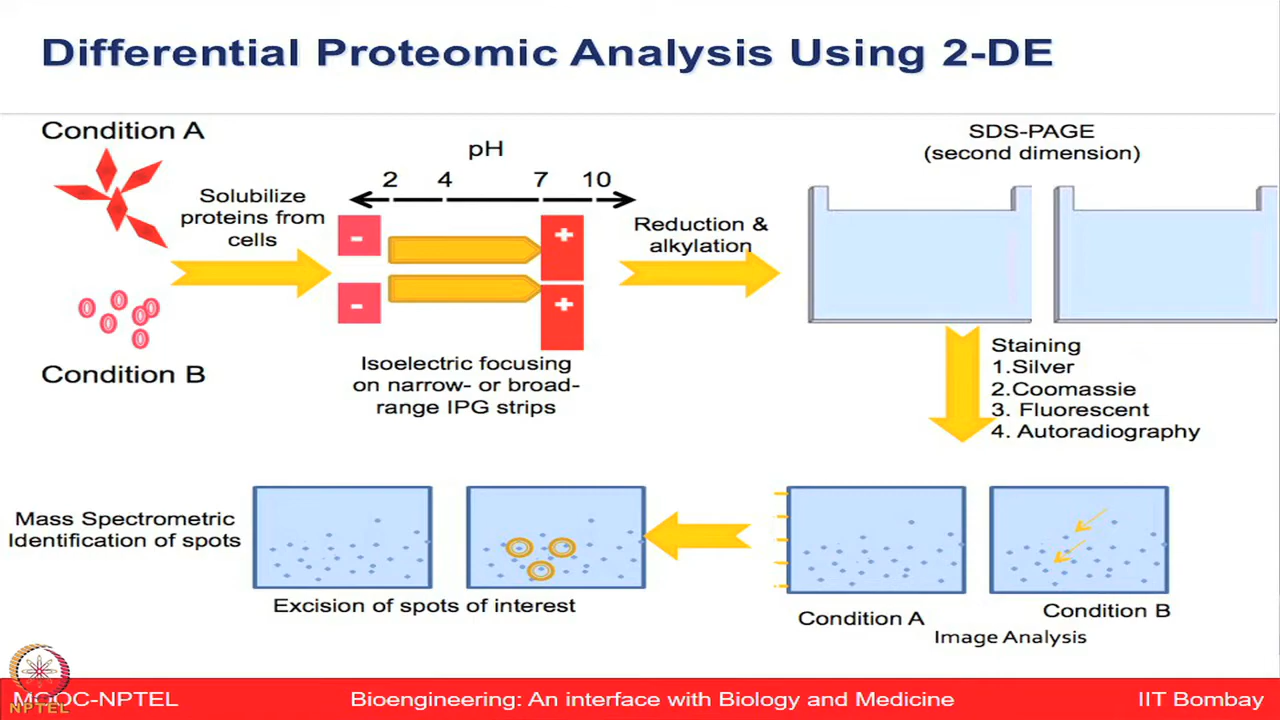 Differential Proteomic Analysis Using 2-DE
Condition A
Condition B
Solubilize
proteins from
cells
pH
2 4 7 10
- +
- +
Isoelectric focusing
on narrow- or broad-
range IPG strips
Reduction &
alkylation
SDS-PAGE
(second dimension)
Staining
1.Silver
2.Coomassie
3. Fluorescent
4. Autoradiography
Condition A
Condition B
Image Analysis
Excision of spots of interest
Mass Spectrometric
Identification of spots
NPTEL
MOOC-NPTEL
Bioengineering: An interface with Biology and Medicine
IIT Bombay